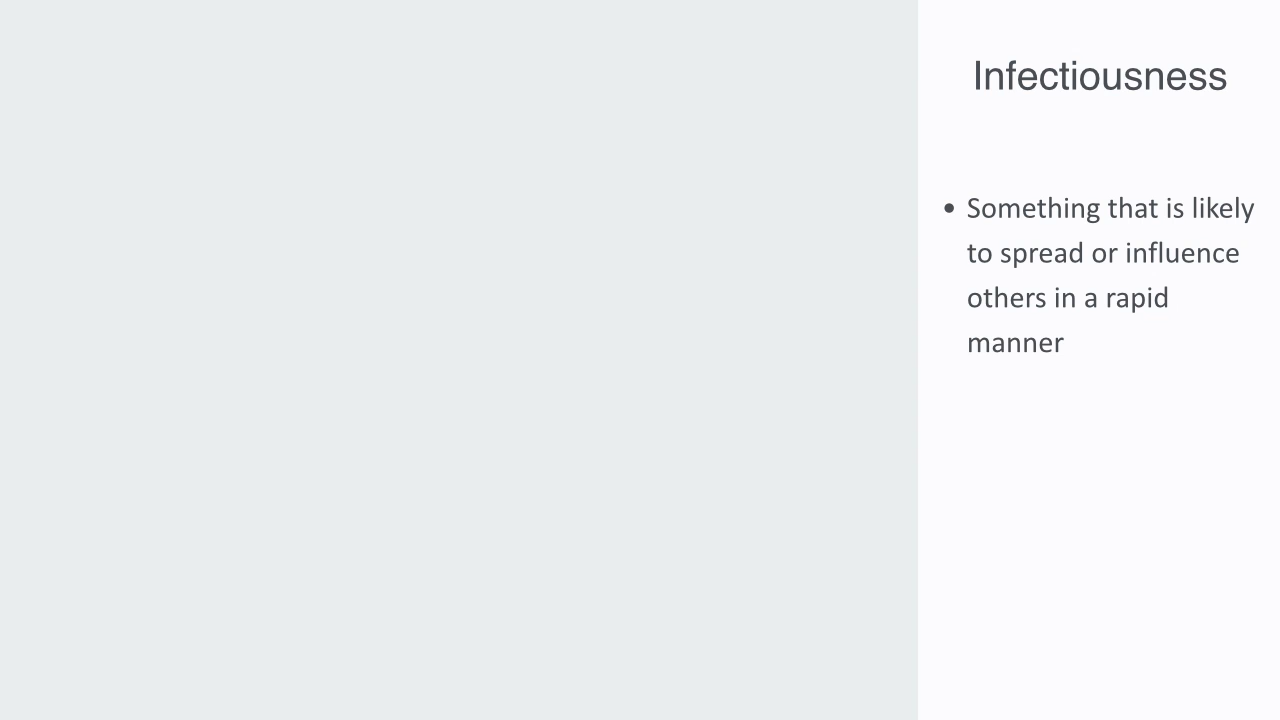 Infectiousness
• Something that is likely
to spread or influence
others in a rapid
manner